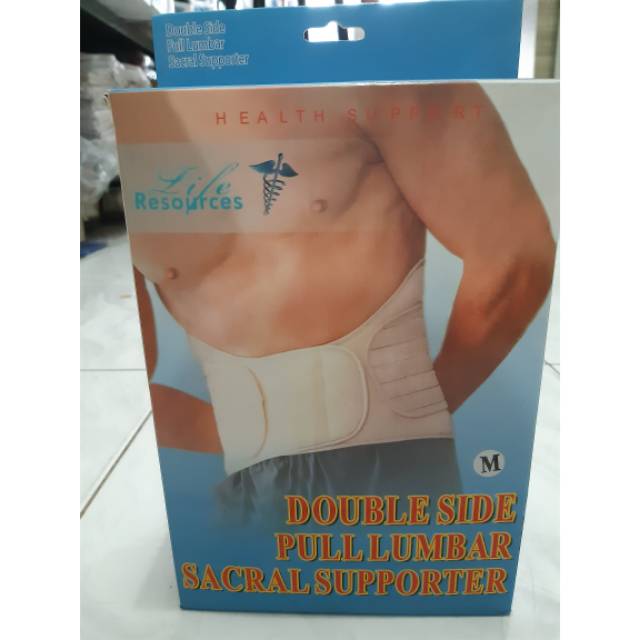 Double Side
Pull Lumbar
Sacral Supporter
HEALTH SUPPORT
Life
Resources
M
DOUBLE SIDE
PULL LUMBAR
SACRAL SUPPORTER